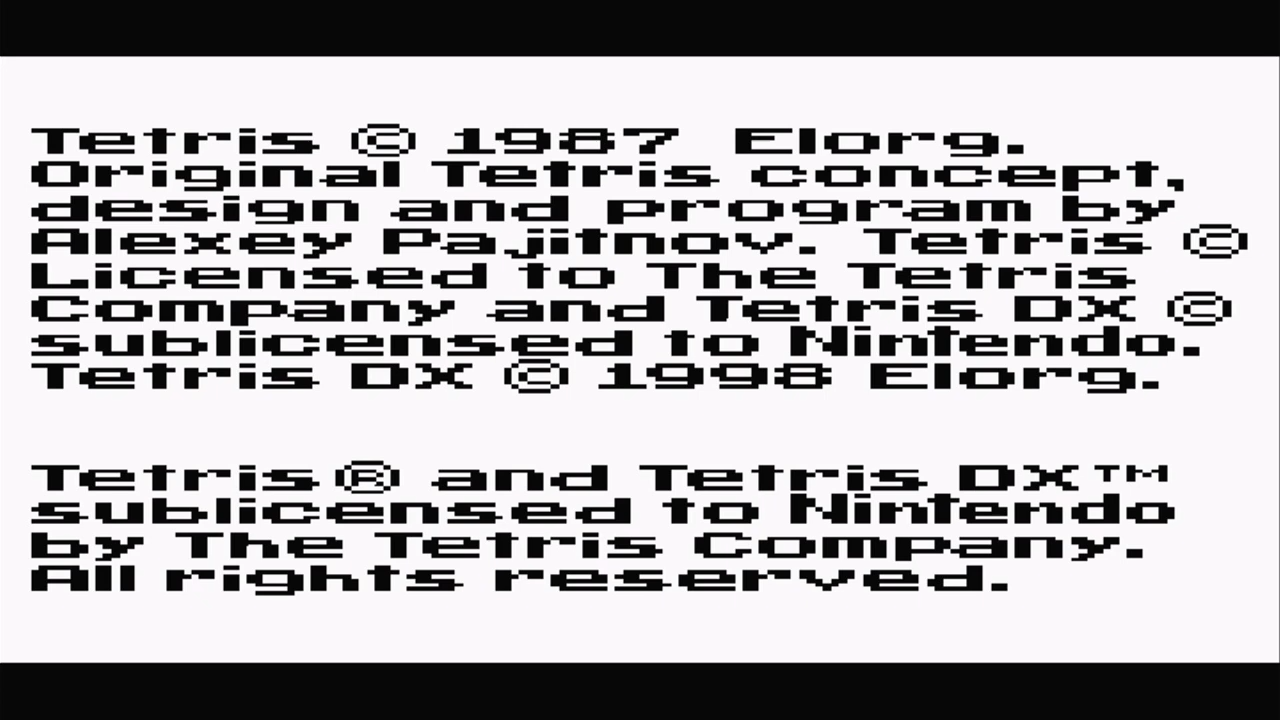 Tetris © 1987 Elorg.
Original Tetris concept,
design and program by
Alexey Pajitnov. Tetris ©
Licensed to The Tetris
Company and Tetris DX ©
sublicensed to Nintendo.
Tetris DX © 1998 Elorg.
Tetris® and Tetris DX™
sublicensed to Nintendo
by The Tetris Company.
All rights reserved.